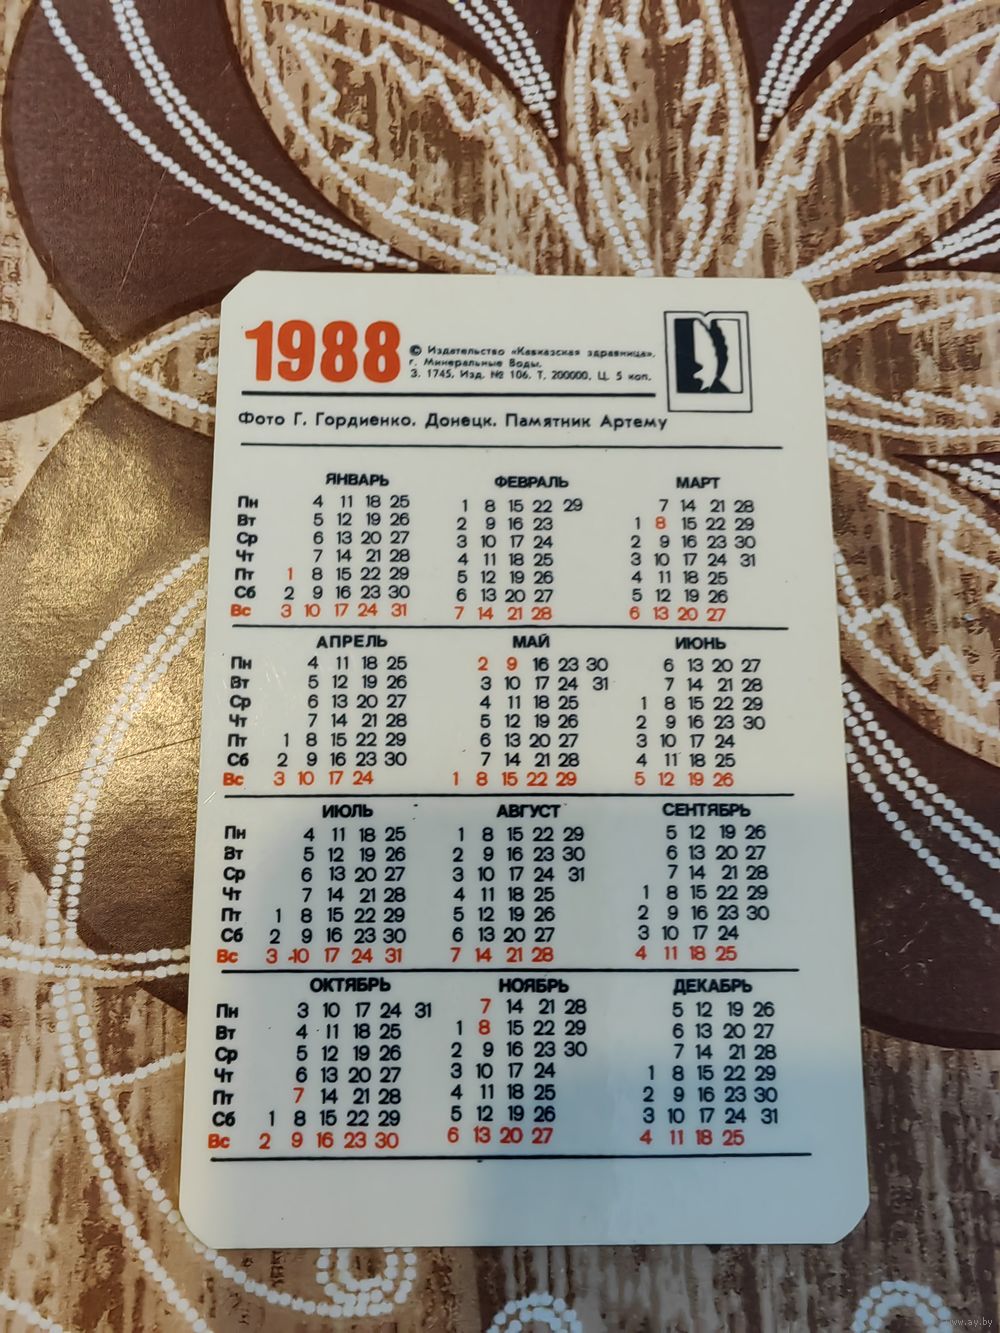 1988
© Издательство «Кавказская здравница».
г. Минеральные Воды.
З. 1745. Изд. № 106. Т. 200000. Ц. 5 коп.
Фото Г. Гордиенко. Донецк. Памятник Артему
ЯНВАРЬ ФЕВРАЛЬ МАРТ
Пн 4 11 18 25 1 8 15 22 29 7 14 21 28
Вт 5 12 19 26 2 9 16 23 1 8 15 22 29
Ср 6 13 20 27 3 10 17 24 2 9 16 23 30
Чт 7 14 21 28 4 11 18 25 3 10 17 24 31
Пт 1 8 15 22 29 5 12 19 26 4 11 18 25
Сб 2 9 16 23 30 6 13 20 27 5 12 19 26
Вс 3 10 17 24 31 7 14 21 28 6 13 20 27
АПРЕЛЬ МАЙ ИЮНЬ
Пн 4 11 18 25 2 9 16 23 30 6 13 20 27
Вт 5 12 19 26 3 10 17 24 31 7 14 21 28
Ср 6 13 20 27 4 11 18 25 1 8 15 22 29
Чт 7 14 21 28 5 12 19 26 2 9 16 23 30
Пт 1 8 15 22 29 6 13 20 27 3 10 17 24
Сб 2 9 16 23 30 7 14 21 28 4 11 18 25
Вс 3 10 17 24 1 8 15 22 29 5 12 19 26
ИЮЛЬ АВГУСТ СЕНТЯБРЬ
Пн 4 11 18 25 1 8 15 22 29 5 12 19 26
Вт 5 12 19 26 2 9 16 23 30 6 13 20 27
Ср 6 13 20 27 3 10 17 24 31 7 14 21 28
Чт 7 14 21 28 4 11 18 25 1 8 15 22 29
Пт 1 8 15 22 29 5 12 19 26 2 9 16 23 30
Сб 2 9 16 23 30 6 13 20 27 3 10 17 24
Вс 3 10 17 24 31 7 14 21 28 4 11 18 25
ОКТЯБРЬ НОЯБРЬ ДЕКАБРЬ
Пн 3 10 17 24 31 7 14 21 28 5 12 19 26
Вт 4 11 18 25 1 8 15 22 29 6 13 20 27
Ср 5 12 19 26 2 9 16 23 30 7 14 21 28
Чт 6 13 20 27 3 10 17 24 1 8 15 22 29
Пт 7 14 21 28 4 11 18 25 2 9 16 23 30
Сб 1 8 15 22 29 5 12 19 26 3 10 17 24 31
Вс 2 9 16 23 30 6 13 20 27 4 11 18 25
www.ay.by